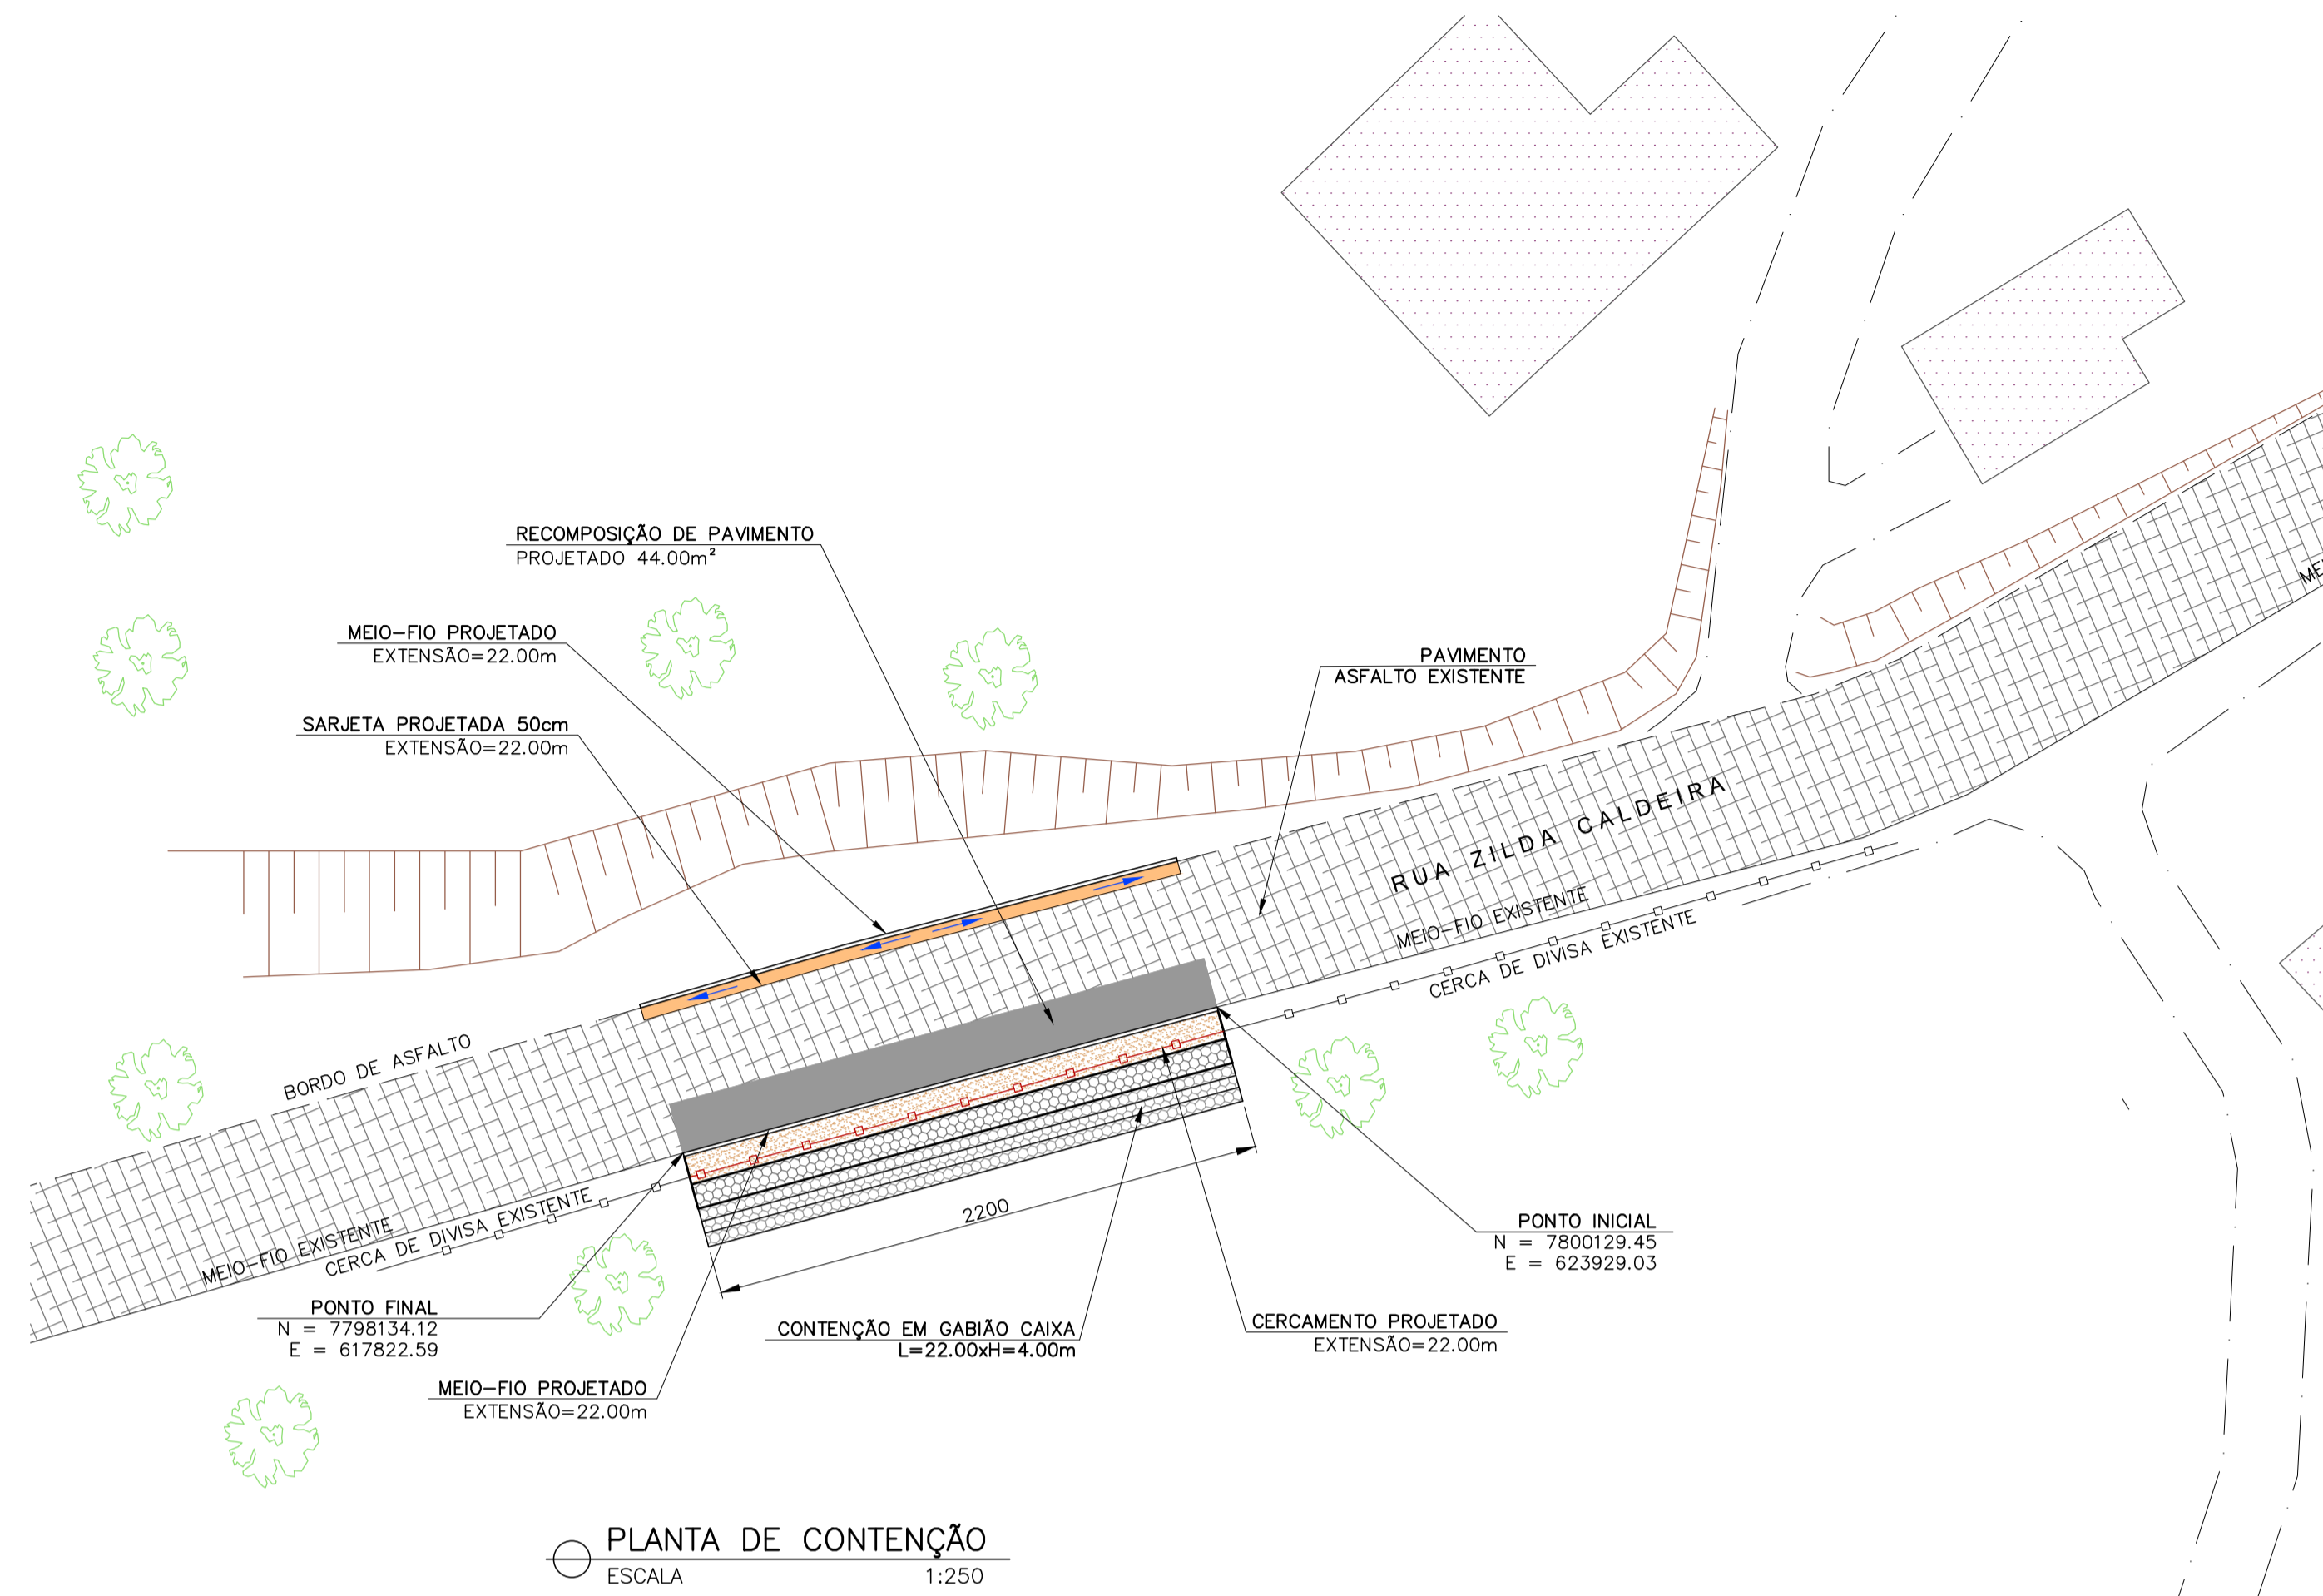 RECOMPOSIÇÃO DE PAVIMENTO
PROJETADO 44.00m²
MEIO-FIO PROJETADO
EXTENSÃO=22.00m
SARJETA PROJETADA 50cm
EXTENSÃO=22.00m
PAVIMENTO
ASFALTO EXISTENTE
RUA ZILDA CALDEIRA
MEIO-FIO EXISTENTE
CERCA DE DIVISA EXISTENTE
BORDO DE ASFALTO
MEIO-FIO EXISTENTE
CERCA DE DIVISA EXISTENTE
2200
PONTO INICIAL
N = 7800129.45
E = 623929.03
PONTO FINAL
N = 7798134.12
E = 617822.59
CONTENÇÃO EM GABIÃO CAIXA
L=22.00xH=4.00m
CERCAMENTO PROJETADO
EXTENSÃO=22.00m
MEIO-FIO PROJETADO
EXTENSÃO=22.00m
PLANTA DE CONTENÇÃO
ESCALA 1:250